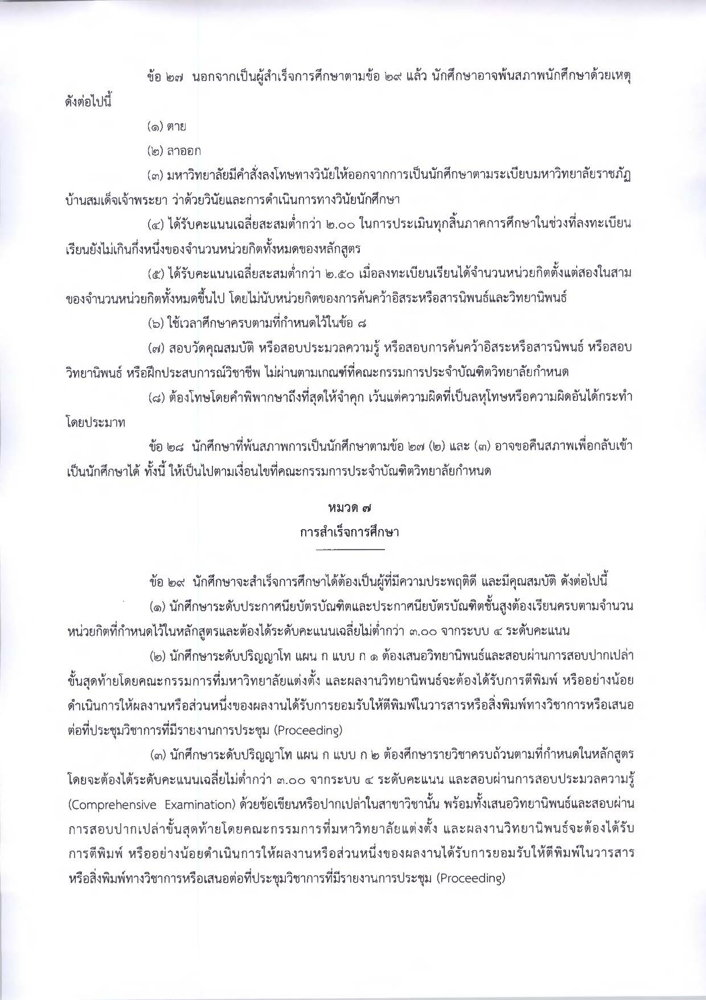 ข้อ ๒๗ นอกจากเป็นผู้สำเร็จการศึกษาตามข้อ ๒๙ แล้ว นักศึกษาอาจพ้นสภาพนักศึกษาด้วยเหตุ
ดังต่อไปนี้
(๑) ตาย
(๒) ลาออก
(๓) มหาวิทยาลัยมีคำสั่งลงโทษทางวินัยให้ออกจากการเป็นนักศึกษาตามระเบียบมหาวิทยาลัยราชภัฏ
บ้านสมเด็จเจ้าพระยา ว่าด้วยวินัยและการดำเนินการทางวินัยนักศึกษา
(๔) ได้รับคะแนนเฉลี่ยสะสมต่ำกว่า ๒.๐๐ ในการประเมินทุกสิ้นภาคการศึกษาในช่วงที่ลงทะเบียน
เรียนยังไม่เกินกึ่งหนึ่งของจำนวนหน่วยกิตทั้งหมดของหลักสูตร
(๕) ได้รับคะแนนเฉลี่ยสะสมต่ำกว่า ๒.๕๐ เมื่อลงทะเบียนเรียนได้จำนวนหน่วยกิตตั้งแต่สองในสาม
ของจำนวนหน่วยกิตทั้งหมดขึ้นไป โดยไม่นับหน่วยกิตของการค้นคว้าอิสระหรือสารนิพนธ์และวิทยานิพนธ์
(๖) ใช้เวลาศึกษาครบตามที่กำหนดไว้ในข้อ ๘
(๗) สอบวัดคุณสมบัติ หรือสอบประมวลความรู้ หรือสอบการค้นคว้าอิสระหรือสารนิพนธ์ หรือสอบ
วิทยานิพนธ์ หรือฝึกประสบการณ์วิชาชีพ ไม่ผ่านตามเกณฑ์ที่คณะกรรมการประจำบัณฑิตวิทยาลัยกำหนด
(๘) ต้องโทษโดยคำพิพากษาถึงที่สุดให้จำคุก เว้นแต่ความผิดที่เป็นลหุโทษหรือความผิดอันได้กระทำ
โดยประมาท
ข้อ ๒๘ นักศึกษาที่พ้นสภาพการเป็นนักศึกษาตามข้อ ๒๗ (๒) และ (๓) อาจขอคืนสภาพเพื่อกลับเข้า
เป็นนักศึกษาได้ ทั้งนี้ ให้เป็นไปตามเงื่อนไขที่คณะกรรมการประจำบัณฑิตวิทยาลัยกำหนด
หมวด ๗
การสำเร็จการศึกษา
ข้อ ๒๙ นักศึกษาจะสำเร็จการศึกษาได้ต้องเป็นผู้ที่มีความประพฤติดี และมีคุณสมบัติ ดังต่อไปนี้
(๑) นักศึกษาระดับประกาศนียบัตรบัณฑิตและประกาศนียบัตรบัณฑิตชั้นสูงต้องเรียนครบตามจำนวน
หน่วยกิตที่กำหนดไว้ในหลักสูตรและต้องได้ระดับคะแนนเฉลี่ยไม่ต่ำกว่า ๓.๐๐ จากระบบ ๔ ระดับคะแนน
(๒) นักศึกษาระดับปริญญาโท แผน ก แบบ ก ๑ ต้องเสนอวิทยานิพนธ์และสอบผ่านการสอบปากเปล่า
ขั้นสุดท้ายโดยคณะกรรมการที่มหาวิทยาลัยแต่งตั้ง และผลงานวิทยานิพนธ์จะต้องได้รับการตีพิมพ์ หรืออย่างน้อย
ดำเนินการให้ผลงานหรือส่วนหนึ่งของผลงานได้รับการยอมรับให้ตีพิมพ์ในวารสารหรือสิ่งพิมพ์ทางวิชาการหรือเสนอ
ต่อที่ประชุมวิชาการที่มีรายงานการประชุม (Proceeding)
(๓) นักศึกษาระดับปริญญาโท แผน ก แบบ ก ๒ ต้องศึกษารายวิชาครบถ้วนตามที่กำหนดในหลักสูตร
โดยจะต้องได้ระดับคะแนนเฉลี่ยไม่ต่ำกว่า ๓.๐๐ จากระบบ ๔ ระดับคะแนน และสอบผ่านการสอบประมวลความรู้
(Comprehensive Examination) ด้วยข้อเขียนหรือปากเปล่าในสาขาวิชานั้น พร้อมทั้งเสนอวิทยานิพนธ์และสอบผ่าน
การสอบปากเปล่าขั้นสุดท้ายโดยคณะกรรมการที่มหาวิทยาลัยแต่งตั้ง และผลงานวิทยานิพนธ์จะต้องได้รับ
การตีพิมพ์ หรืออย่างน้อยดำเนินการให้ผลงานหรือส่วนหนึ่งของผลงานได้รับการยอมรับให้ตีพิมพ์ในวารสาร
หรือสิ่งพิมพ์ทางวิชาการหรือเสนอต่อที่ประชุมวิชาการที่มีรายงานการประชุม (Proceeding)